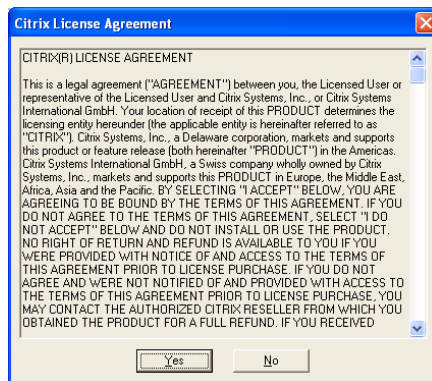 Citrix License Agreement
CITRIX(R) LICENSE AGREEMENT
This is a legal agreement ("AGREEMENT") between you, the Licensed User or
representative of the Licensed User and Citrix Systems, Inc., or Citrix Systems
International GmbH. Your location of receipt of this PRODUCT determines the
licensing entity hereunder (the applicable entity is hereinafter referred to as
"CITRIX"). Citrix Systems, Inc., a Delaware corporation, markets and supports
this product or feature release (both hereinafter "PRODUCT") in the Americas.
Citrix Systems International GmbH, a Swiss company wholly owned by Citrix
Systems, Inc., markets and supports this PRODUCT in Europe, the Middle East,
Africa, Asia and the Pacific. BY SELECTING "I ACCEPT" BELOW, YOU ARE
AGREEING TO BE BOUND BY THE TERMS OF THIS AGREEMENT. IF YOU
DO NOT AGREE TO THE TERMS OF THIS AGREEMENT, SELECT "I DO
NOT ACCEPT" BELOW AND DO NOT INSTALL OR USE THE PRODUCT.
NO RIGHT OF RETURN AND REFUND IS AVAILABLE TO YOU IF YOU
WERE PROVIDED WITH NOTICE OF AND ACCESS TO THE TERMS OF
THIS AGREEMENT PRIOR TO LICENSE PURCHASE. IF YOU DO NOT
AGREE AND WERE NOT NOTIFIED OF AND PROVIDED WITH ACCESS TO
THE TERMS OF THIS AGREEMENT PRIOR TO LICENSE PURCHASE, YOU
MAY CONTACT THE AUTHORIZED CITRIX RESELLER FROM WHICH YOU
OBTAINED THE PRODUCT FOR A FULL REFUND. IF YOU RECEIVED
Yes No